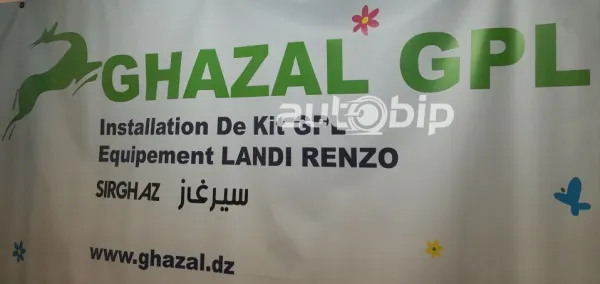 GHAZAL GPL
autobip
Installation De Kit GPL
Equipement LANDI RENZO
SIRGHAZ سيرغاز
www.ghazal.dz